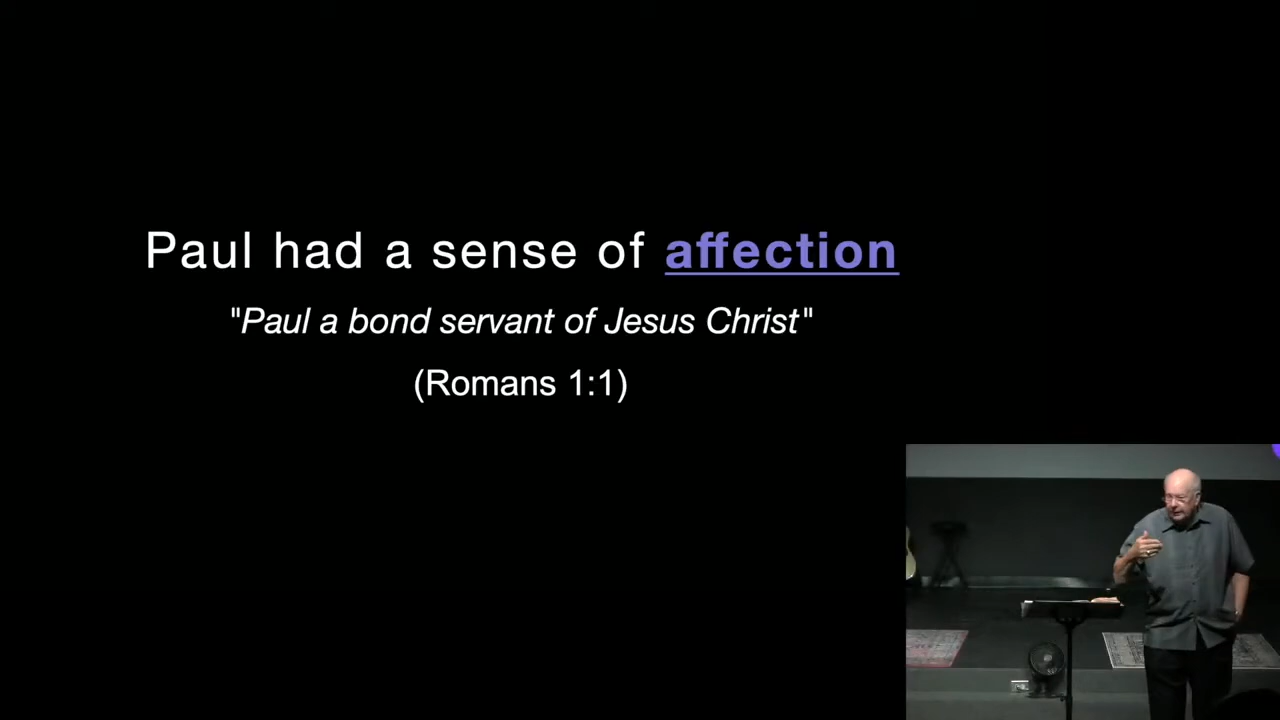 Paul had a sense of affection
"Paul a bond servant of Jesus Christ"
(Romans 1:1)